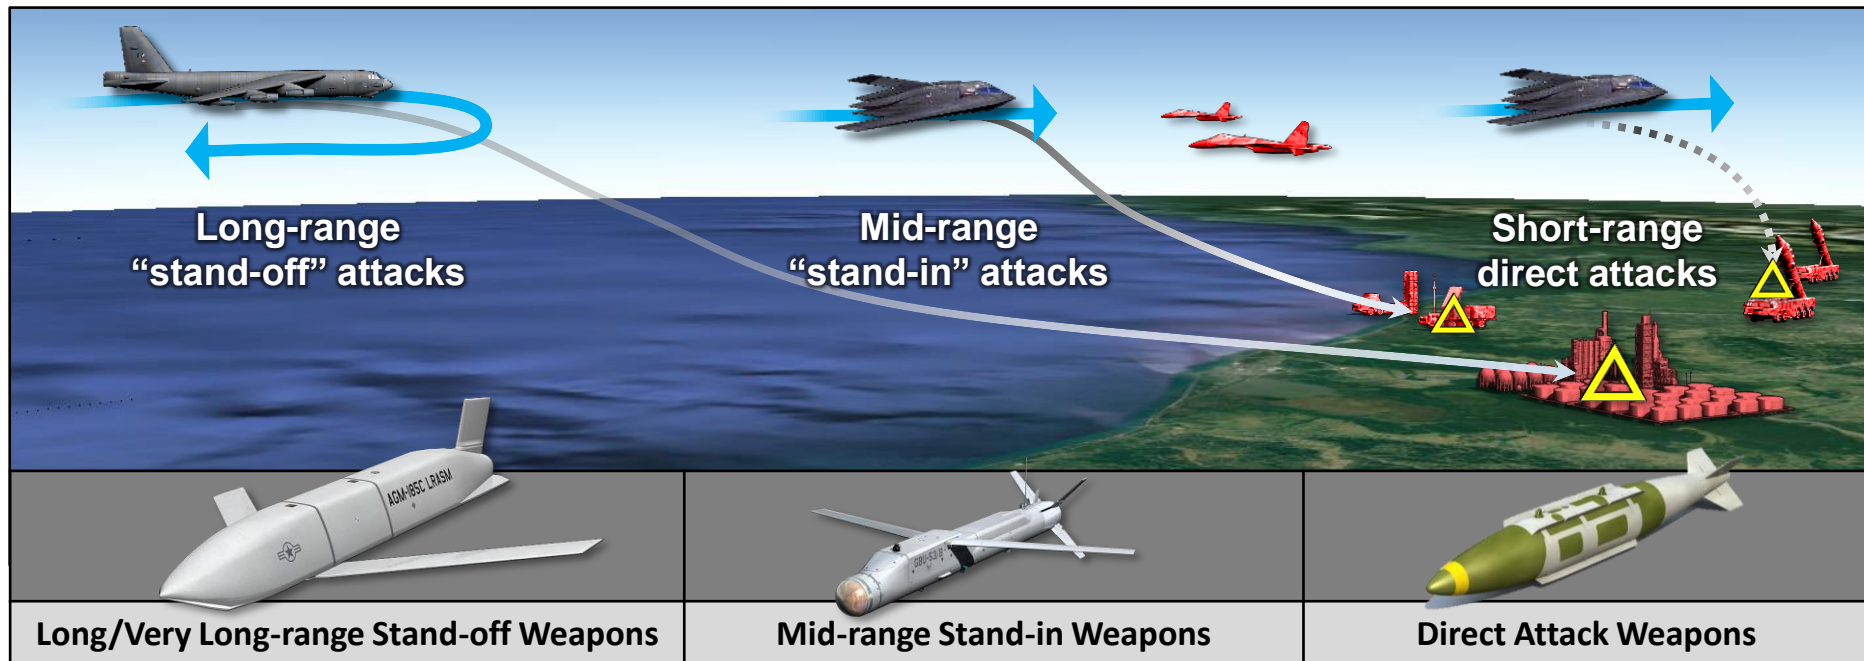 Long-range
“stand-off” attacks
Mid-range
“stand-in” attacks
Short-range
direct attacks
AGM-185C LRASM
GBU-53/B
Long/Very Long-range Stand-off Weapons
Mid-range Stand-in Weapons
Direct Attack Weapons